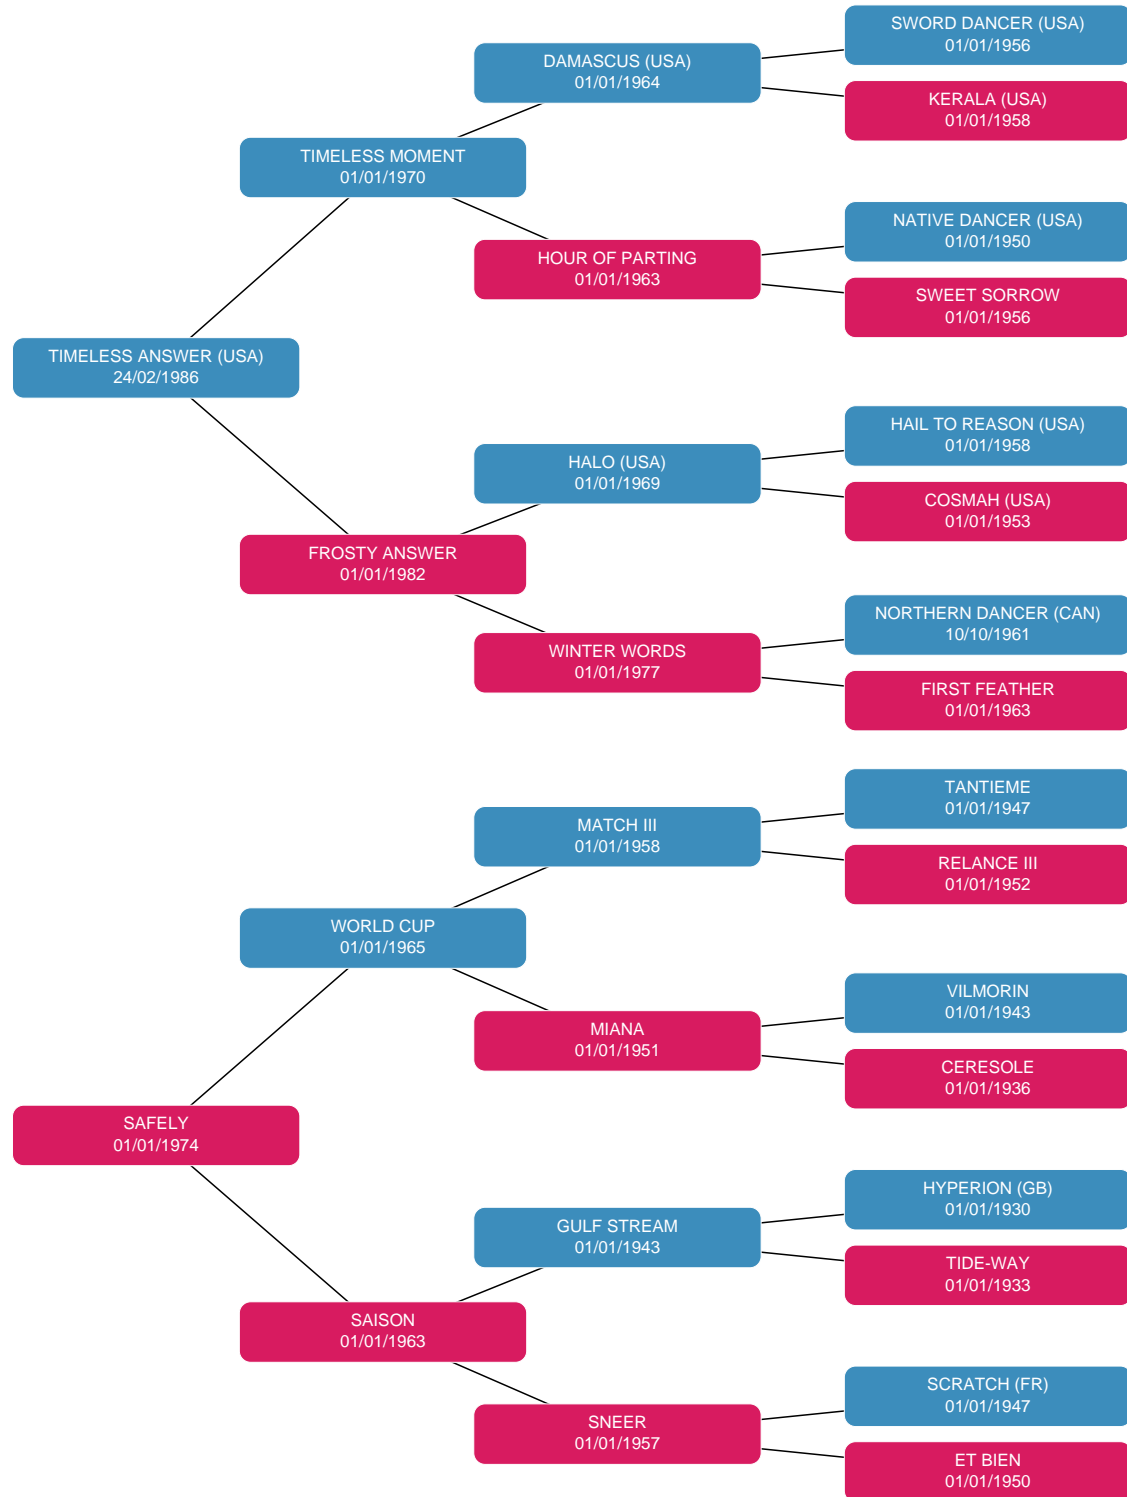 SWORD DANCER (USA)
01/01/1956
DAMASCUS (USA)
01/01/1964
KERALA (USA)
01/01/1958
TIMELESS MOMENT
01/01/1970
NATIVE DANCER (USA)
01/01/1950
HOUR OF PARTING
01/01/1963
SWEET SORROW
01/01/1956
TIMELESS ANSWER (USA)
24/02/1986
HAIL TO REASON (USA)
01/01/1958
HALO (USA)
01/01/1969
COSMAH (USA)
01/01/1953
FROSTY ANSWER
01/01/1982
NORTHERN DANCER (CAN)
10/10/1961
WINTER WORDS
01/01/1977
FIRST FEATHER
01/01/1963
TANTIEME
01/01/1947
MATCH III
01/01/1958
RELANCE III
01/01/1952
WORLD CUP
01/01/1965
VILMORIN
01/01/1943
MIANA
01/01/1951
CERESOLE
01/01/1936
SAFELY
01/01/1974
HYPERION (GB)
01/01/1930
GULF STREAM
01/01/1943
TIDE-WAY
01/01/1933
SAISON
01/01/1963
SCRATCH (FR)
01/01/1947
SNEER
01/01/1957
ET BIEN
01/01/1950